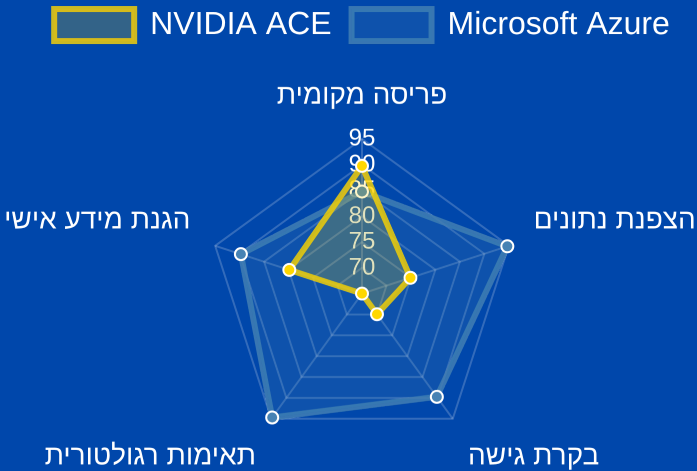 NVIDIA ACE
Microsoft Azure
פריסה מקומית
95
90
85
80
75
70
הגנת מידע אישי
הצפנת נתונים
תאימות רגולטורית
בקרת גישה